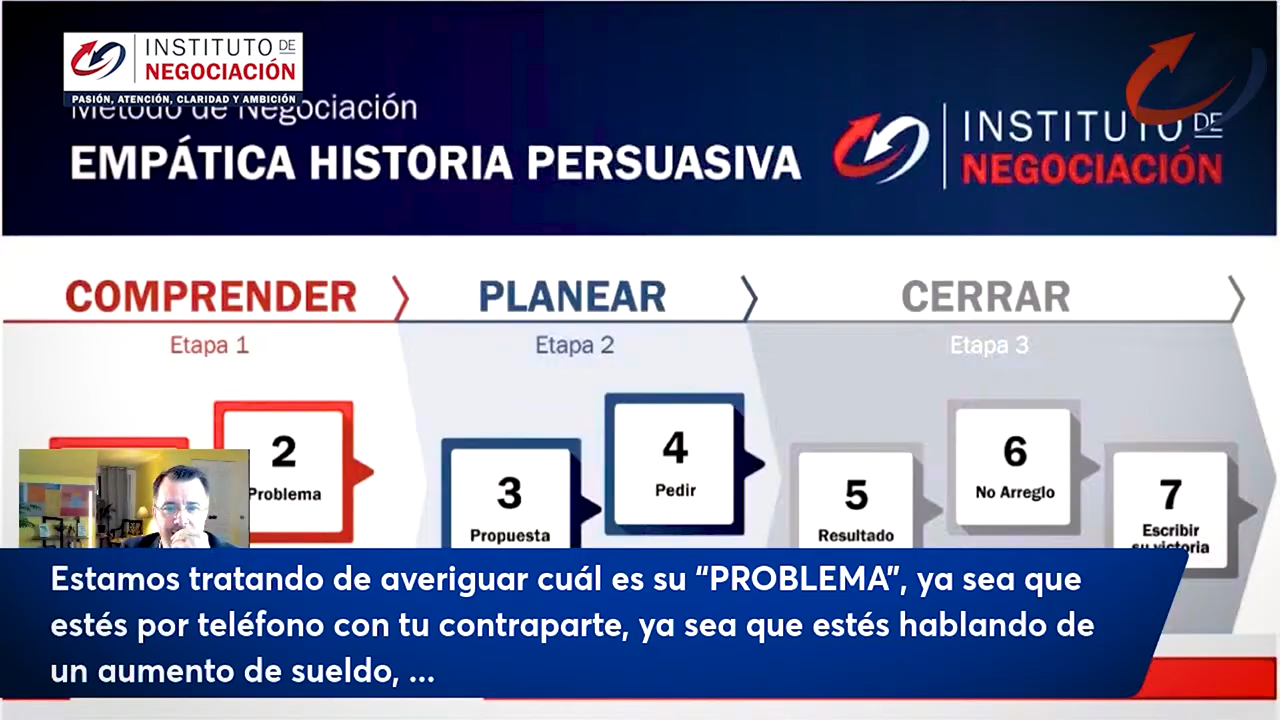 INSTITUTO DE
NEGOCIACIÓN
PASIÓN, ATENCIÓN, CLARIDAD Y AMBICIÓN
Método de Negociación
EMPÁTICA HISTORIA PERSUASIVA
INSTITUTO DE
NEGOCIACIÓN
COMPRENDER
PLANEAR
CERRAR
Etapa 1
Etapa 2
Etapa 3
2
Problema
3
Propuesta
4
Pedir
5
Resultado
6
No Arreglo
7
Escribir
su victoria
Estamos tratando de averiguar cuál es su “PROBLEMA”, ya sea que
estés por teléfono con tu contraparte, ya sea que estés hablando de
un aumento de sueldo, ...